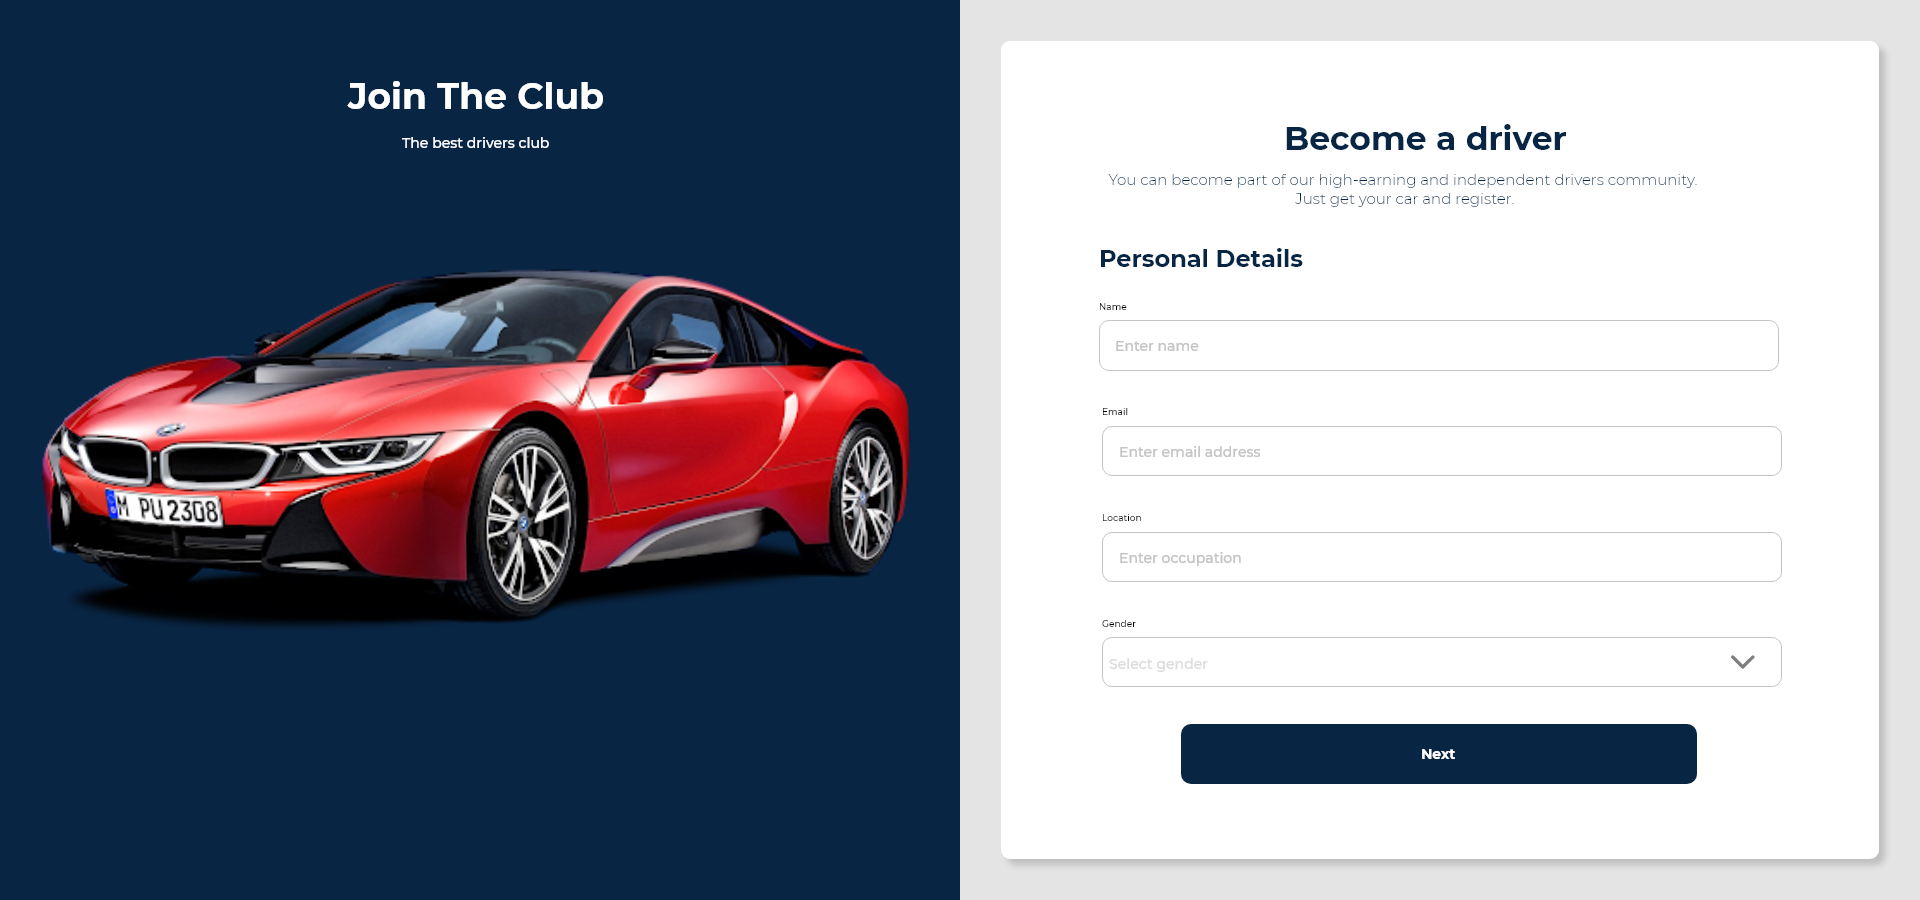 Join The Club
The best drivers club
M PU 2308
Become a driver
You can become part of our high-earning and independent drivers community.
Just get your car and register.
Personal Details
Name
Enter name
Email
Enter email address
Location
Enter occupation
Gender
Select gender
Next